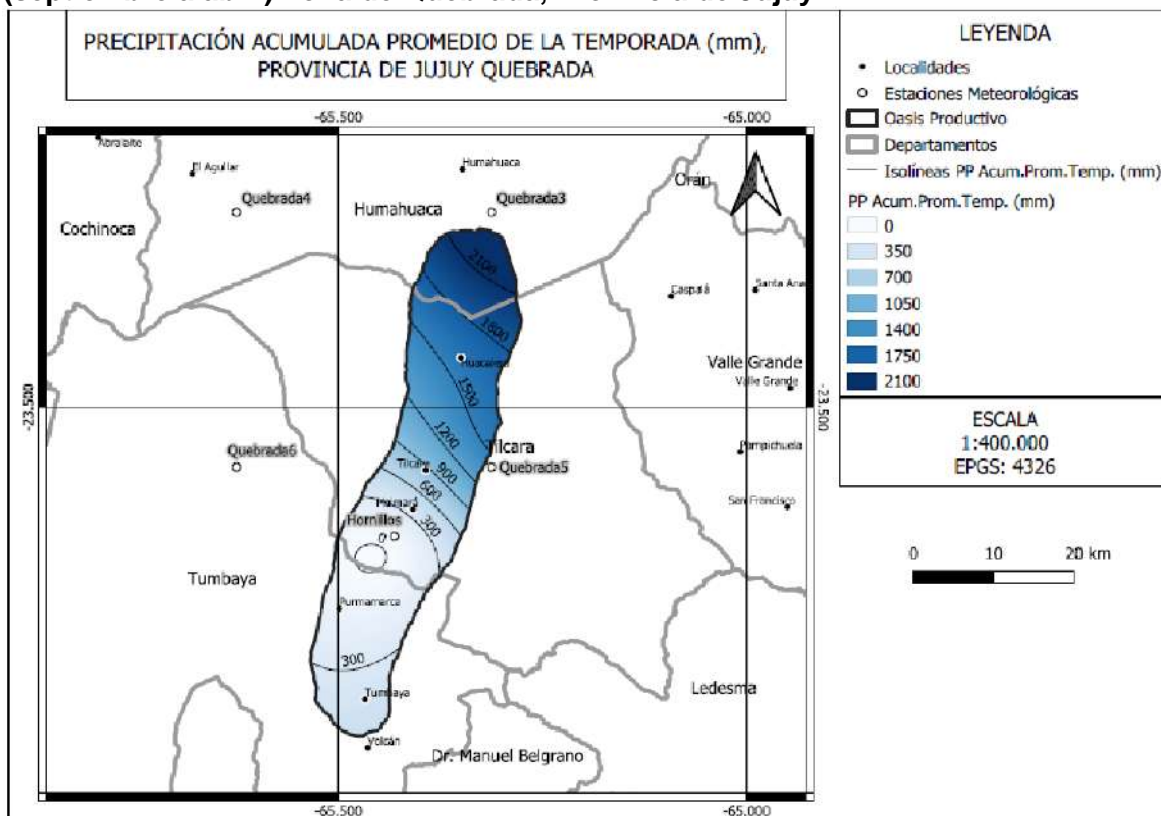 PRECIPITACIÓN ACUMULADA PROMEDIO DE LA TEMPORADA (mm),
PROVINCIA DE JUJUY QUEBRADA
LEYENDA
Localidades
Estaciones Meteorológicas
Oasis Productivo
Departamentos
Isolíneas PP Acum.Prom.Temp. (mm)
PP Acum.Prom.Temp. (mm)
0
350
700
1050
1400
1750
2100
ESCALA
1:400.000
EPGS: 4326
0 10 20 km
-65.500 -65.000
Abralaite
El Aguilar
Humahuaca
Quebrada4
Humahuaca
Quebrada3
Orán
Cochinoca
2100
Caspalá
Santa Ana
1800
Huacalera
Valle Grande
Valle Grande
1500
-23.500 -23.500
1200
Tilcara
Pampichuela
Quebrada6
Tilcara
900
Quebrada5
600
Maimará
300
San Francisco
Hornillos
0
Tumbaya
Purmamarca
300
Ledesma
Tumbaya
Volcán
Dr. Manuel Belgrano
-65.500 -65.000